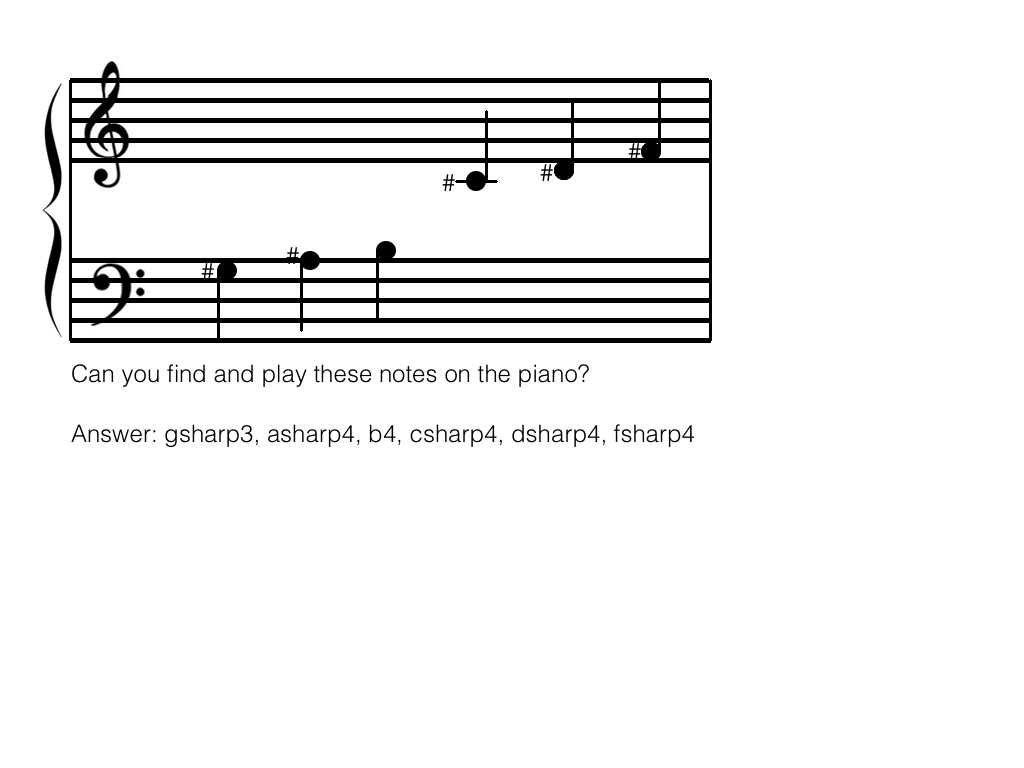 # # #
# #
Can you find and play these notes on the piano?
Answer: gsharp3, asharp4, b4, csharp4, dsharp4, fsharp4